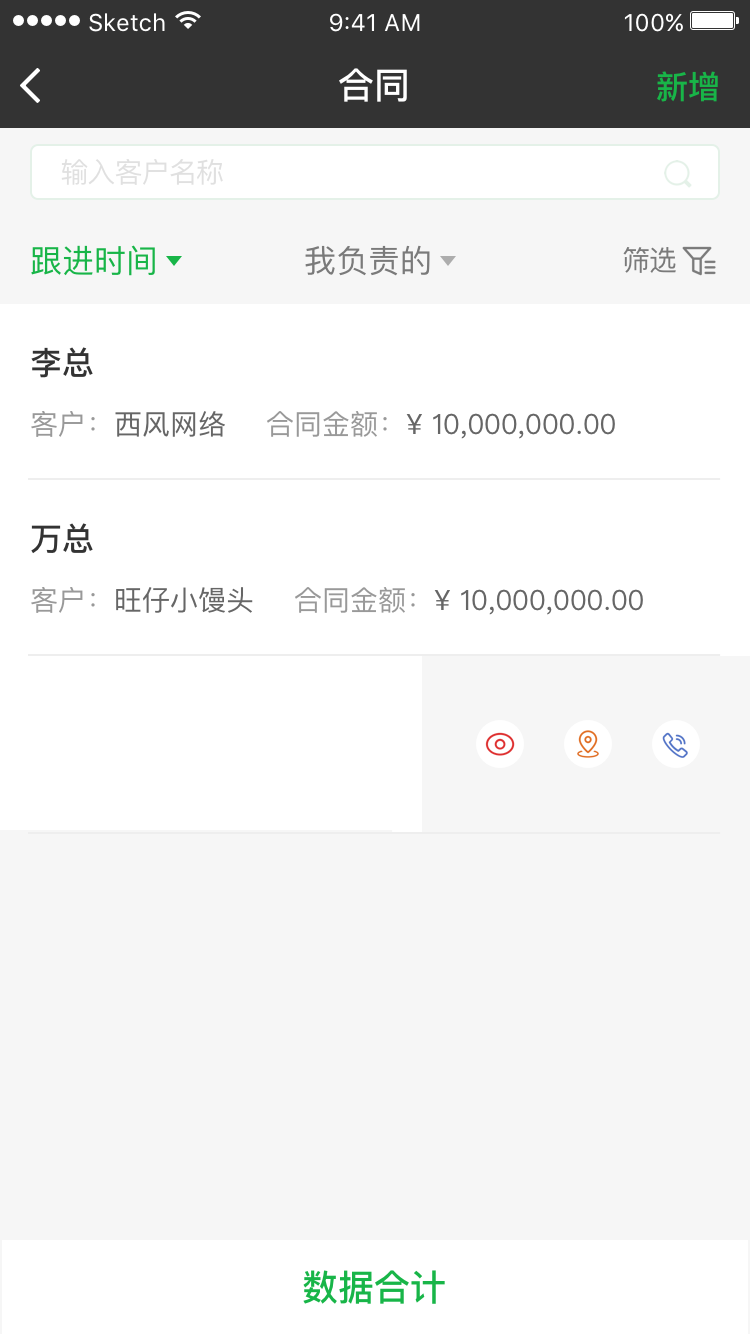 Sketch 9:41 AM 100%
合同 新增
输入客户名称
跟进时间 我负责的 筛选
李总
客户： 西风网络 合同金额： ¥ 10,000,000.00
万总
客户： 旺仔小馒头 合同金额： ¥ 10,000,000.00
数据合计